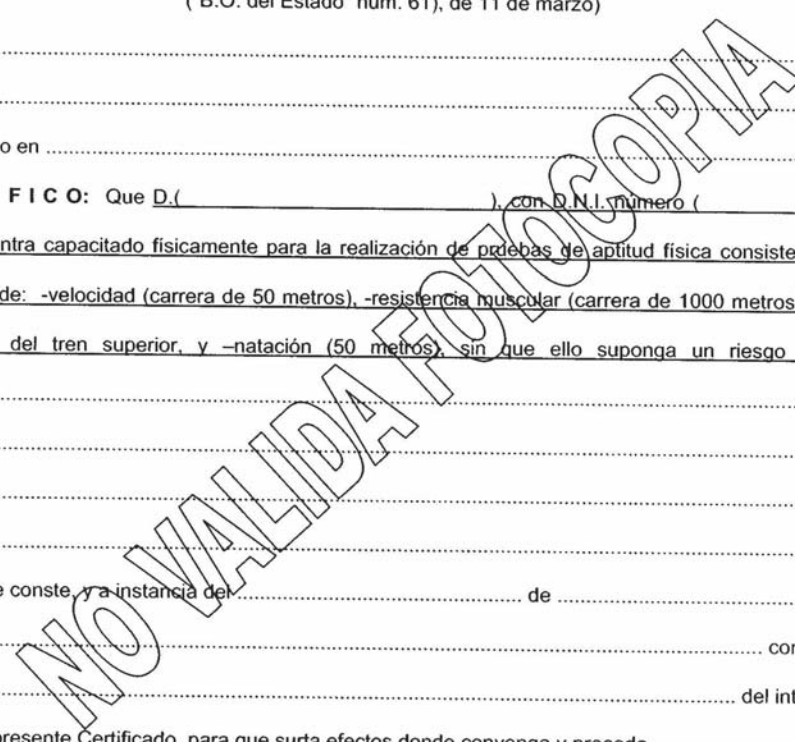 ( B.O. del Estado núm. 61), de 11 de marzo)
o en
F I C O: Que D.( ), con D.N.I. número (
ntra capacitado físicamente para la realización de pruebas de aptitud física consiste
de: -velocidad (carrera de 50 metros), -resistencia muscular (carrera de 1000 metros
del tren superior, y –natación (50 metros), sin que ello suponga un riesgo
e conste, y a instancia del de
con
del int
presente Certificado, para que surta efectos donde convenga y proceda
NO VALIDA FOTOCOPIA